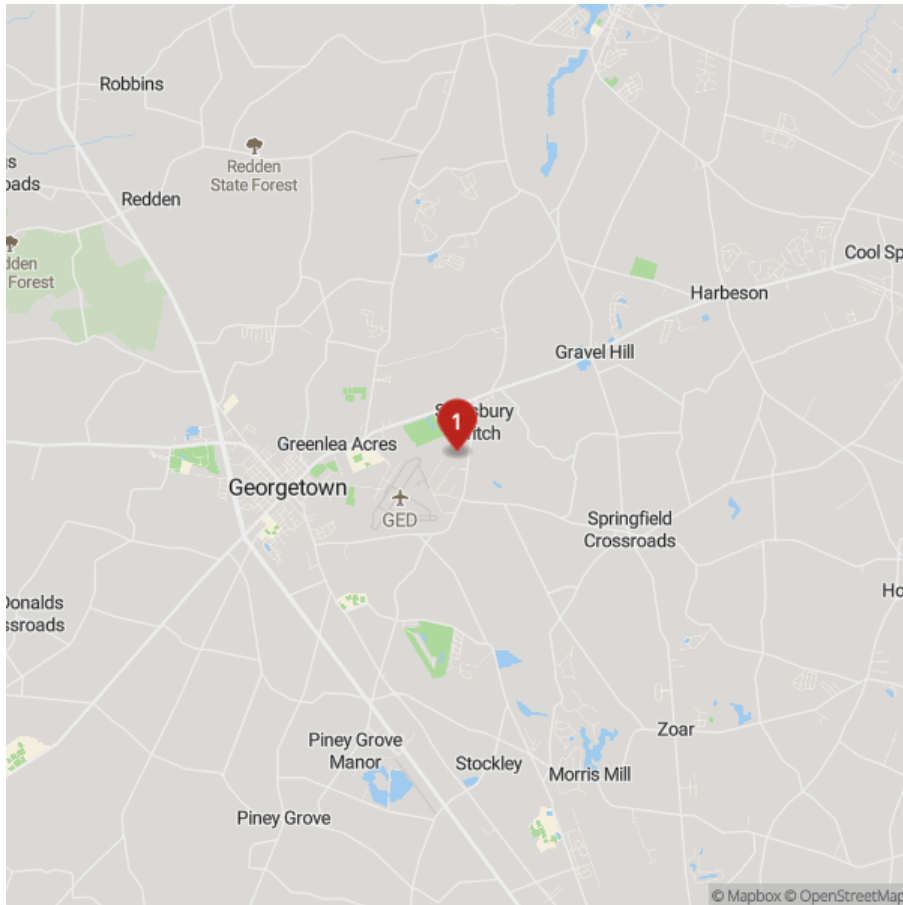 Robbins
Redden
State Forest
Redden
Forest
Cool Sp
Harbeson
Gravel Hill
1
Greenlea Acres
Georgetown
GED
Springfield
Crossroads
Donalds
ssroads
Ho
Zoar
Piney Grove
Manor
Stockley
Morris Mill
Piney Grove
© Mapbox © OpenStreetMap